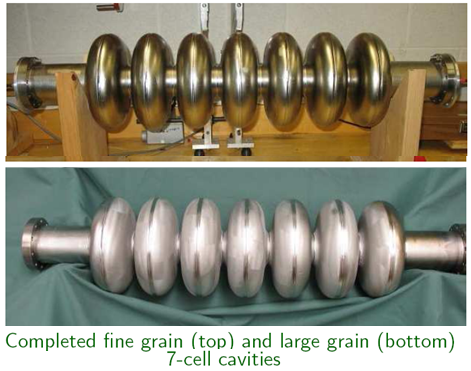 Completed fine grain (top) and large grain (bottom)
7-cell cavities